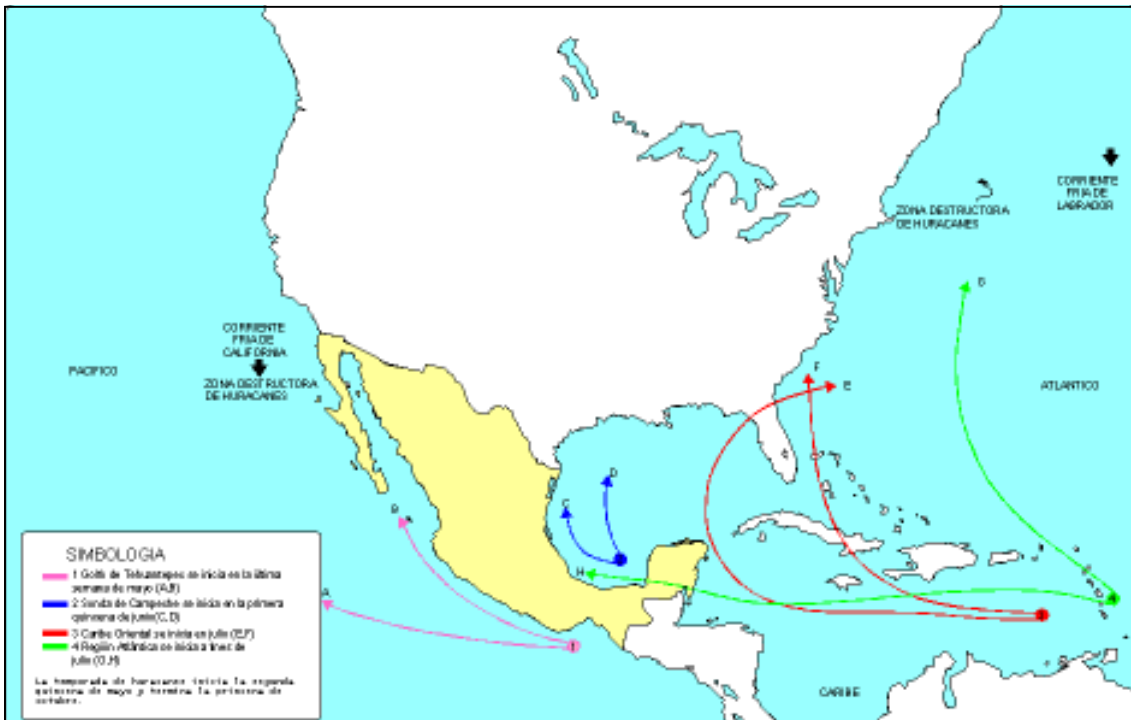 CORRIENTE
FRIA DE
LABRADOR
ZONA DESTRUCTORA
DE HURACANES
G
CORRIENTE
FRIA DE
CALIFORNIA
PACIFICO
ZONA DESTRUCTORA
DE HURACANES
F
E
ATLANTICO
D
C
B
H
A
4
3
1
CARIBE
SIMBOLOGIA
1 Golfo de Tehuantepec se inicia en la última
semana de mayo (A,B)
2 Sonda de Campeche se inicia en la primera
quincena de junio (C,D)
3 Caribe Oriental se inicia en julio (E,F)
4 Región Atlántica se inicia a fines de
julio (G,H)
La temporada de huracanes inicia la segunda
quincena de mayo y termina la primera de
octubre.